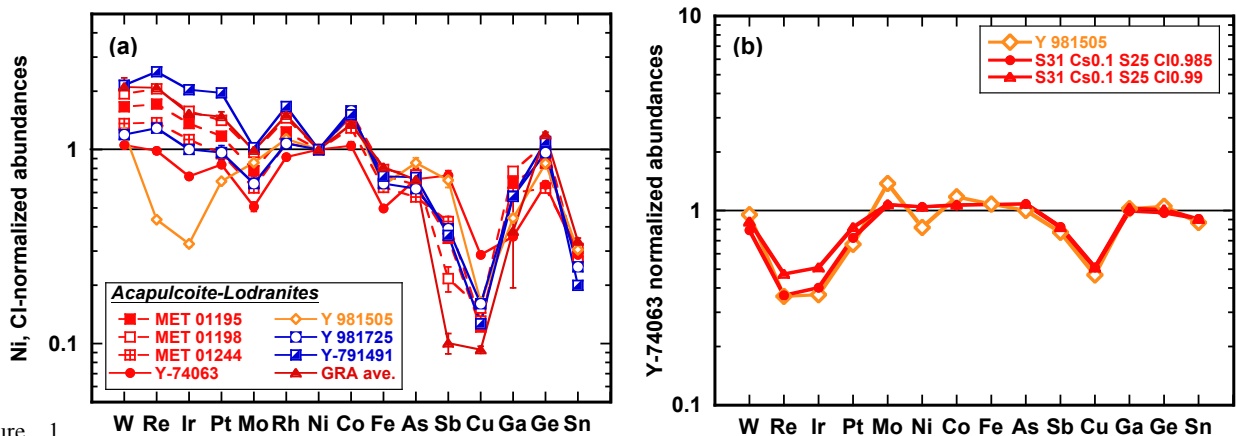 (a)
Ni, CI-normalized abundances
1
0.1
Acapulcoite-Lodranites
MET 01195
MET 01198
MET 01244
Y-74063
Y 981505
Y 981725
Y-791491
GRA ave.
W Re Ir Pt Mo Rh Ni Co Fe As Sb Cu Ga Ge Sn
(b)
Y-74063 normalized abundances
10
1
0.1
Y 981505
S31 Cs0.1 S25 Cl0.985
S31 Cs0.1 S25 Cl0.99
W Re Ir Pt Mo Ni Co Fe As Sb Cu Ga Ge Sn